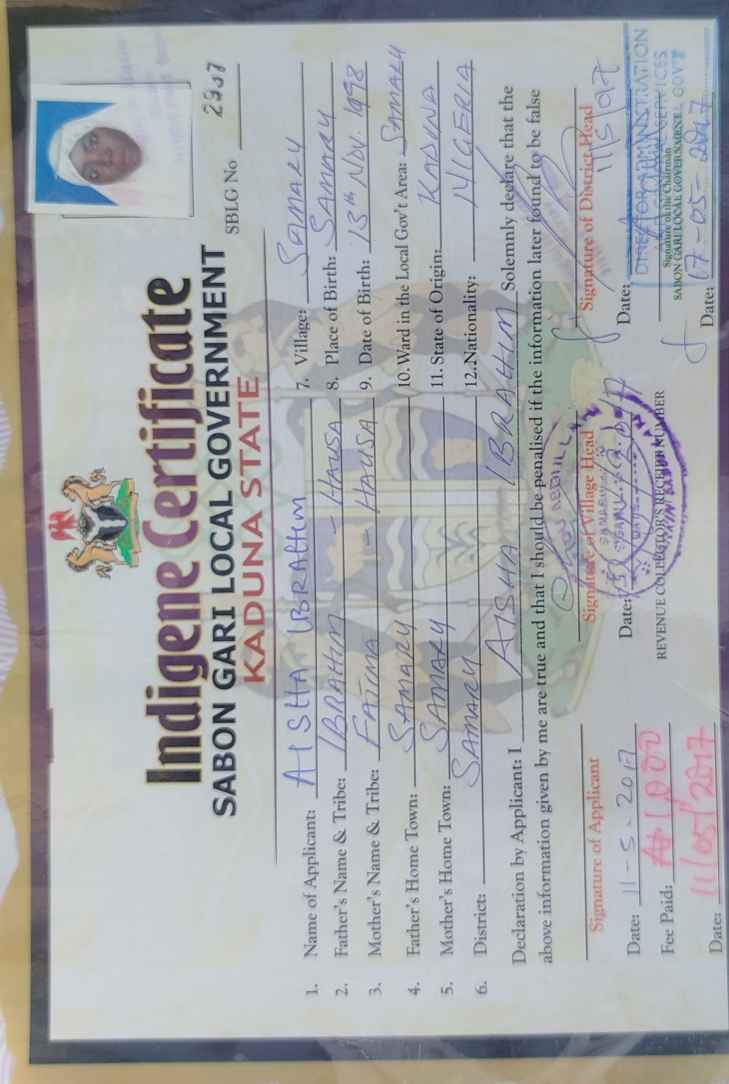 Indigene Certificate
SABON GARI LOCAL GOVERNMENT
KADUNA STATE
SBLG No 2907
1. Name of Applicant: AISHA IBRAHIM
2. Father's Name & Tribe: IBRAHIM - HAUSA
3. Mother's Name & Tribe: FATIMA - HAUSA
4. Father's Home Town: SAMARU
5. Mother's Home Town: SAMARU
6. District: SAMARU
7. Village: SAMARU
8. Place of Birth: SAMARU
9. Date of Birth: 13th Nov. 1998
10. Ward in the Local Gov't Area: SAMARU
11. State of Origin: KADUNA
12. Nationality: NIGERIA
Declaration by Applicant: I AISHA IBRAHIM Solemnly declare that the
above information given by me are true and that I should be penalised if the information later found to be false
Signature of Applicant
Date: 11-5-2017
Fee Paid: ₦1,000
Date: 11/05/2017
Signature of Village Head
Date:
REVENUE COLLECTOR'S RECEIPT NUMBER
Signature of District Head
Date: 11/5/017
DIRECTOR ADMINISTRATION
SERVICES
Signature of the Chairman
SABON GARI LOCAL GOVERNMENT
Date: 17-05-2017